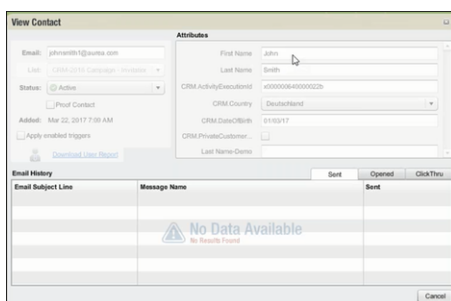 View Contact
Attributes
Email: johnsmith1@aurea.com
List: CRM-2016 Campaign - Invitees
Status: Active
Proof Contact
Added: Mar 22, 2017 7:00 AM
Apply enabled triggers
Download User Report
First Name John
Last Name Smith
CRM.ActivityExecutionId
CRM.Country Deutschland
CRM.DateOfBirth 01/03/17
CRM.PrivateCustomer...
Last Name-Demo
Email History
Sent Opened ClickThru
Email Subject Line Message Name Sent
No Data Available
No Results Found
Cancel